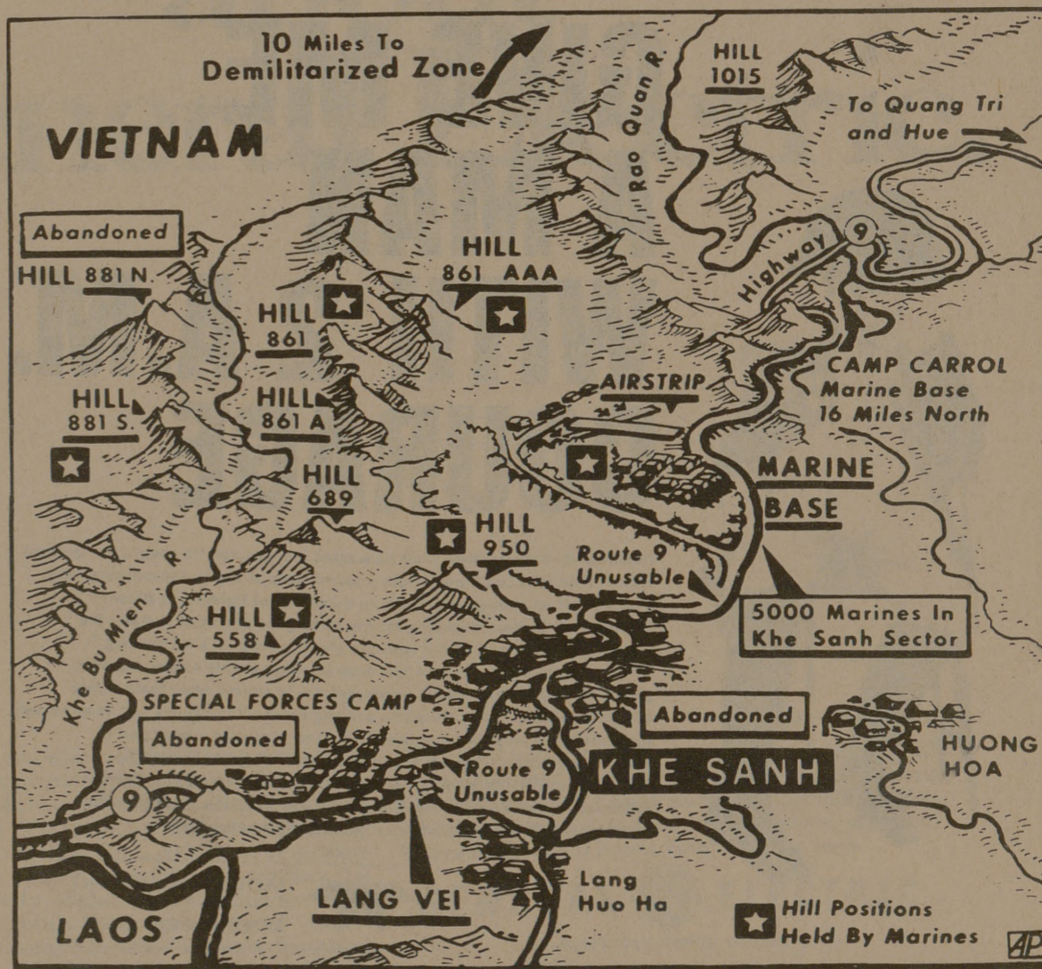 10 Miles To
Demilitarized Zone
VIETNAM
Rao Quan R.
HILL
1015
To Quang Tri
and Hue
Abandoned
HILL 881 N.
HILL
861 AAA
HILL
861
Highway 9
HILL
881 S.
HILL
861 A
AIRSTRIP
CAMP CARROL
Marine Base
16 Miles North
HILL
689
MARINE
BASE
HILL
950
Route 9
Unusable
5000 Marines In
Khe Sanh Sector
Khe Bu Mien R.
HILL
558
SPECIAL FORCES CAMP
Abandoned
Abandoned
KHE SANH
HUONG
HOA
Route 9
Unusable
9
LANG VEI
Lang
Huo Ha
LAOS
Hill Positions
Held By Marines
AP